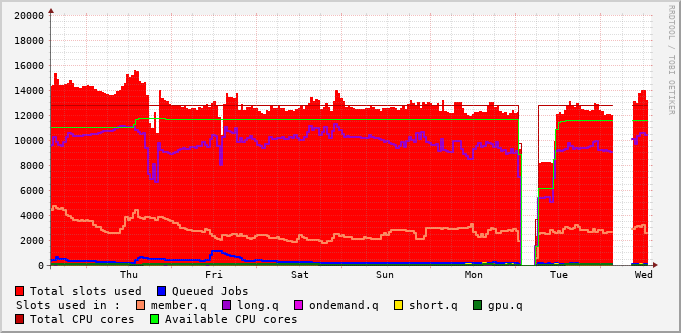 20000
18000
16000
14000
12000
10000
8000
6000
4000
2000
0
Thu Fri Sat Sun Mon Tue Wed
RRDTOOL / TOBI OETIKER
Total slots used Queued Jobs
Slots used in : member.q long.q ondemand.q short.q gpu.q
Total CPU cores Available CPU cores